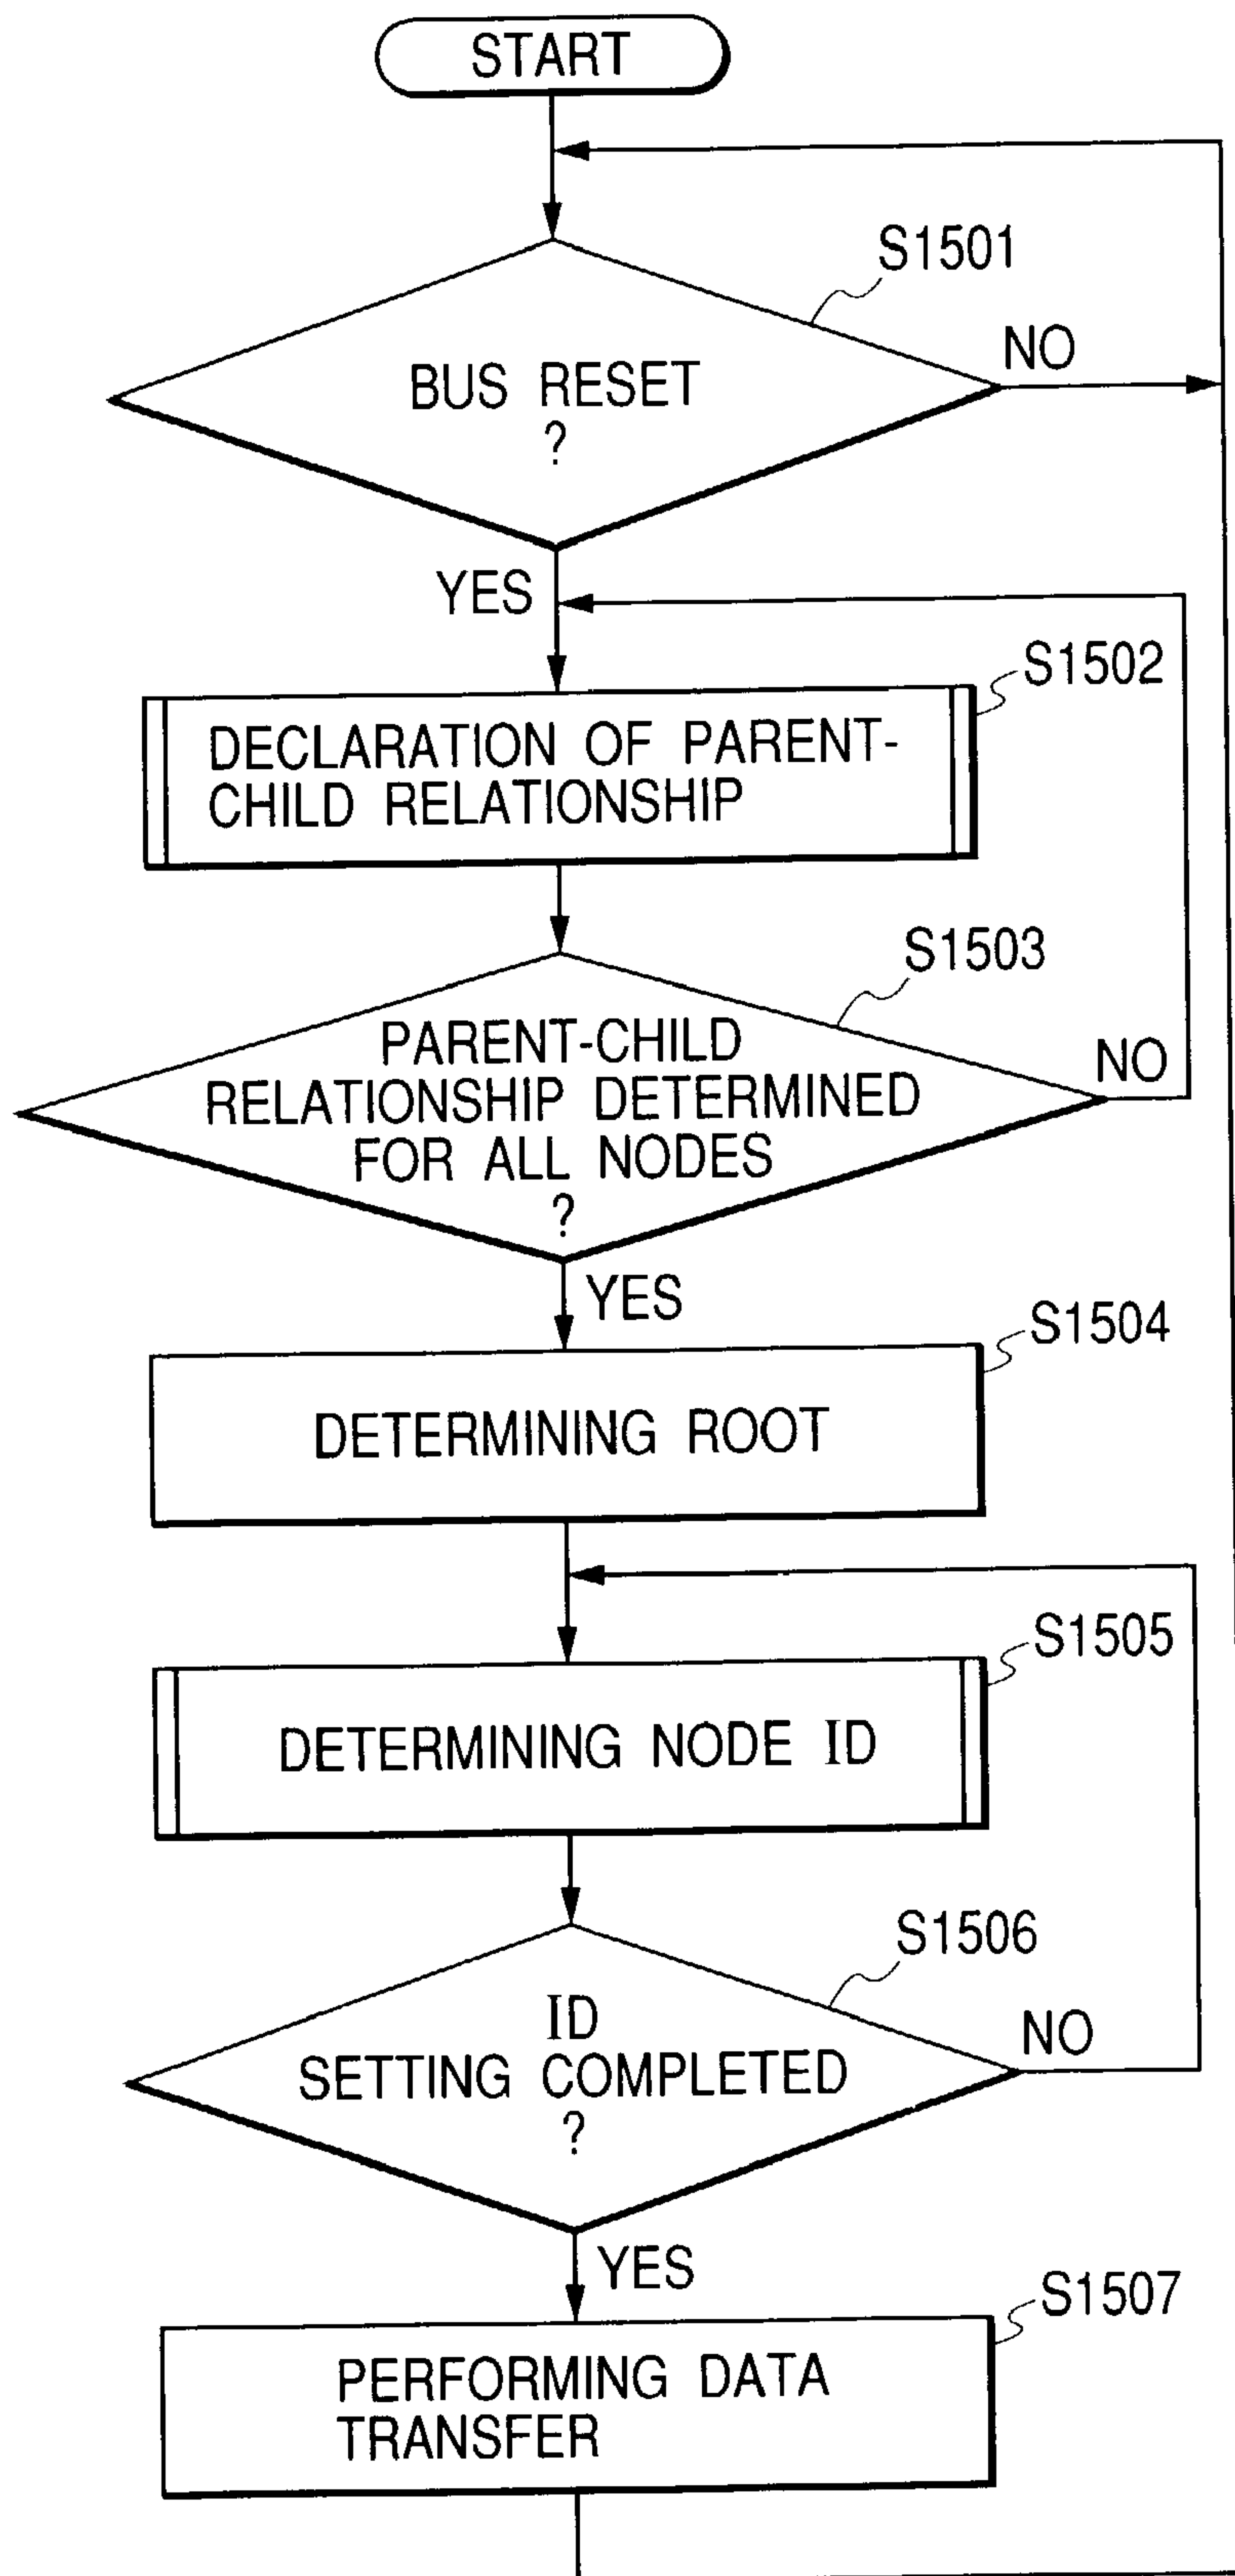 START
S1501
NO
BUS RESET
?
YES
S1502
DECLARATION OF PARENT-
CHILD RELATIONSHIP
S1503
PARENT-CHILD
NO
RELATIONSHIP DETERMINED
FOR ALL NODES
?
YES
S1504
DETERMINING ROOT
S1505
DETERMINING NODE ID
S1506
ID
NO
SETTING COMPLETED
?
YES
S1507
PERFORMING DATA
TRANSFER